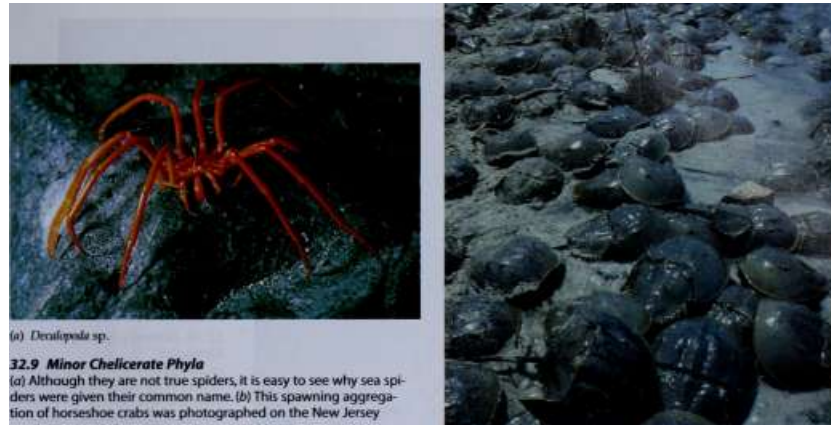 (a) Decalopoda sp.
32.9 Minor Chelicerate Phyla
(a) Although they are not true spiders, it is easy to see why sea spi-
ders were given their common name. (b) This spawning aggrega-
tion of horseshoe crabs was photographed on the New Jersey